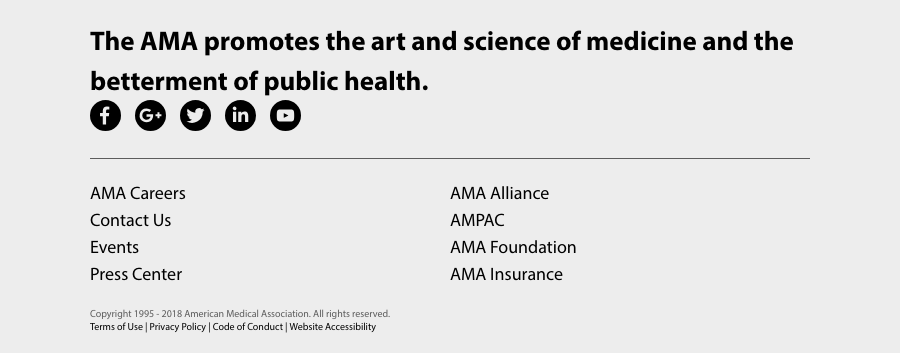 The AMA promotes the art and science of medicine and the
betterment of public health.
f G+ in
AMA Careers
Contact Us
Events
Press Center
AMA Alliance
AMPAC
AMA Foundation
AMA Insurance
Copyright 1995 - 2018 American Medical Association. All rights reserved.
Terms of Use | Privacy Policy | Code of Conduct | Website Accessibility